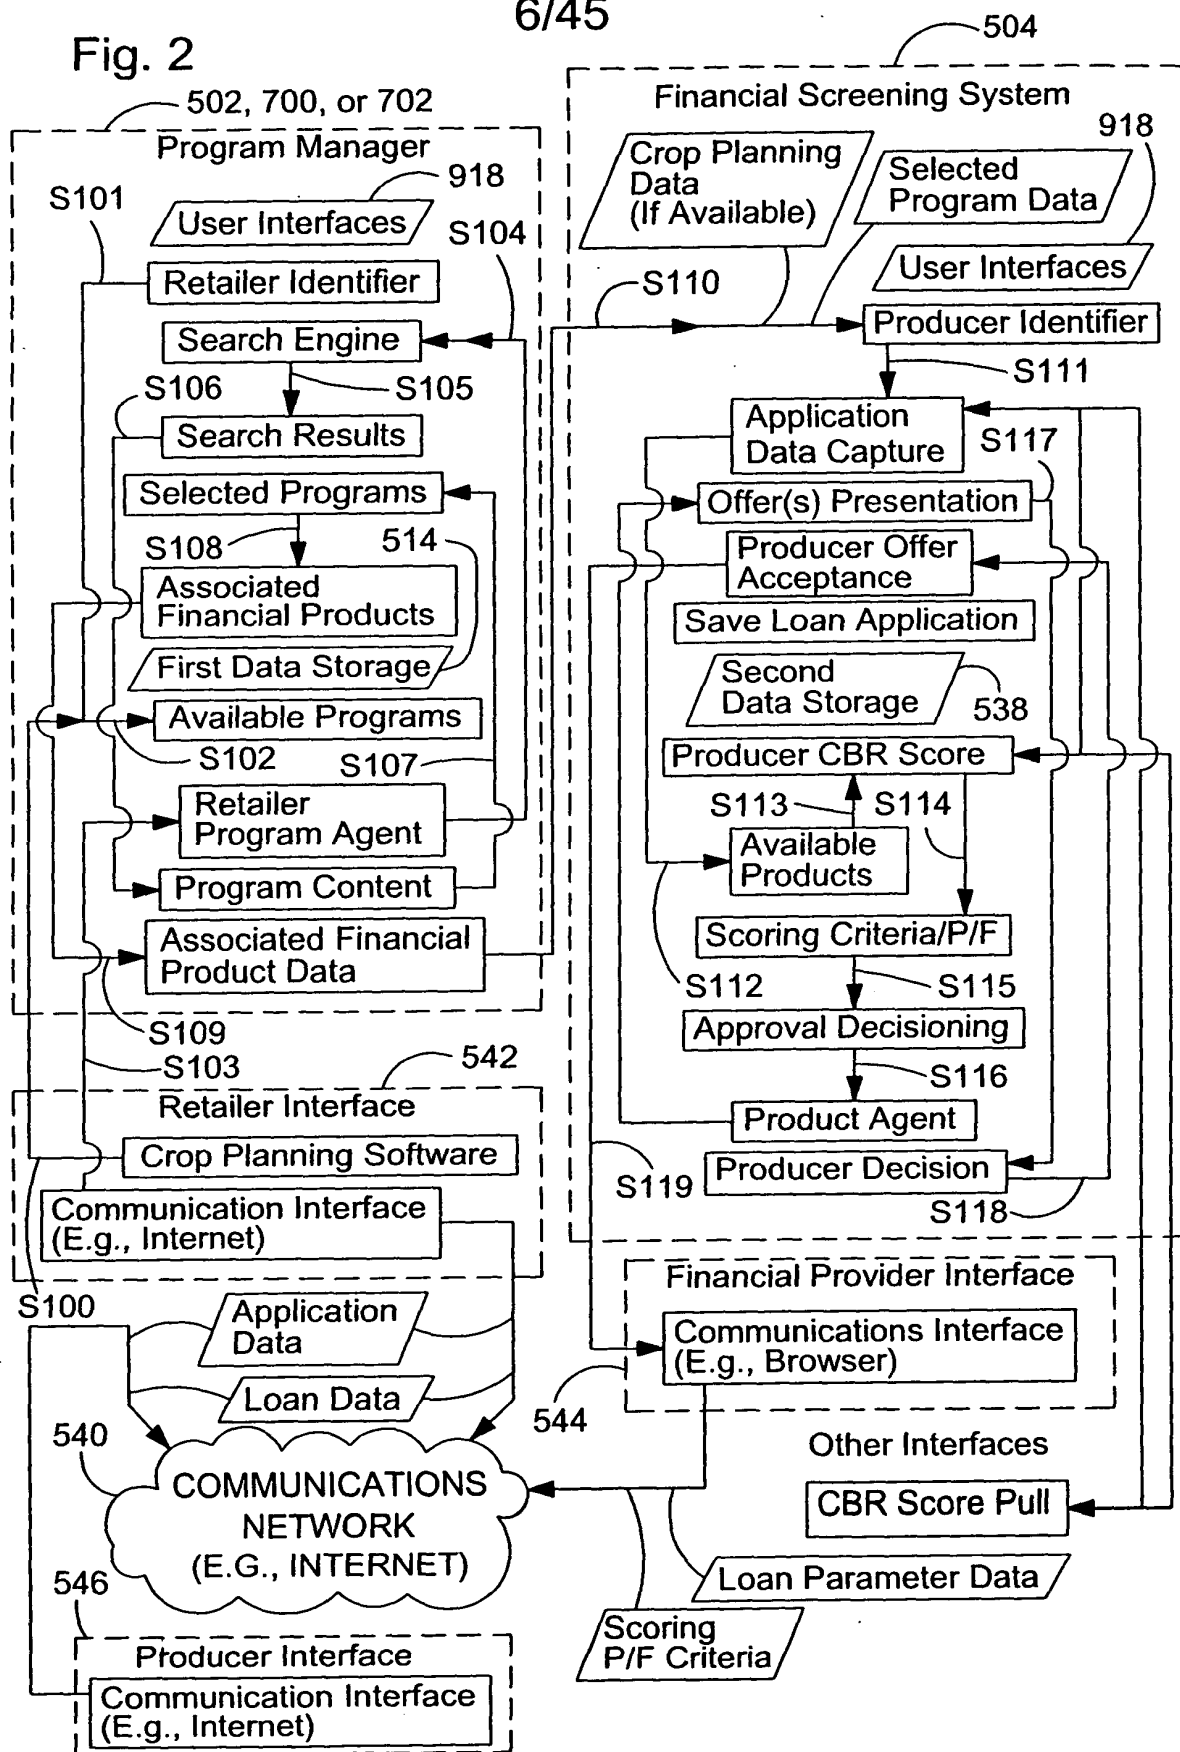 6/45
Fig. 2
502, 700, or 702
Program Manager
918
User Interfaces
S101
S104
Retailer Identifier
Search Engine
S105
S106
Search Results
Selected Programs
S108
514
Associated
Financial Products
First Data Storage
Available Programs
S102
S107
Retailer
Program Agent
Program Content
Associated Financial
Product Data
S109
S103
542
Retailer Interface
Crop Planning Software
Communication Interface
(E.g., Internet)
S100
Application
Data
Loan Data
540
COMMUNICATIONS
NETWORK
(E.G., INTERNET)
546
Producer Interface
Communication Interface
(E.g., Internet)
504
Financial Screening System
918
Crop Planning
Data
(If Available)
Selected
Program Data
User Interfaces
S110
Producer Identifier
S111
Application
Data Capture
S117
Offer(s) Presentation
Producer Offer
Acceptance
Save Loan Application
Second
Data Storage
538
Producer CBR Score
S113
S114
Available
Products
Scoring Criteria/P/F
S112
S115
Approval Decisioning
S116
Product Agent
Producer Decision
S119
S118
Financial Provider Interface
Communications Interface
(E.g., Browser)
544
Other Interfaces
CBR Score Pull
Loan Parameter Data
Scoring
P/F Criteria